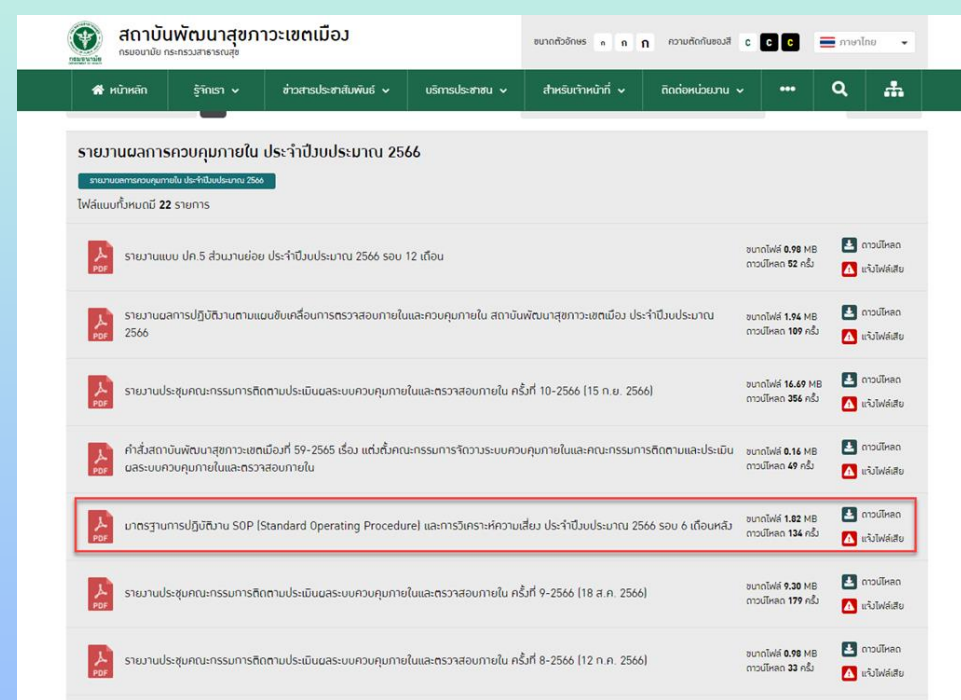 สถาบันพัฒนาสุขภาวะเขตเมือง
กรมอนามัย กระทรวงสาธารณสุข
กรมอนามัย
ขนาดตัวอักษร ก ก ก ความตัดกันของสี C C C ภาษาไทย
หน้าหลัก รู้จักเรา ข่าวสารประชาสัมพันธ์ บริการประชาชน สำหรับเจ้าหน้าที่ ติดต่อหน่วยงาน •••
รายงานผลการควบคุมภายใน ประจำปีงบประมาณ 2566
รายงานผลการควบคุมภายใน ประจำปีงบประมาณ 2566
ไฟล์แนบทั้งหมดมี 22 รายการ
PDF รายงานแบบ ปค.5 ส่วนงานย่อย ประจำปีงบประมาณ 2566 รอบ 12 เดือน
ขนาดไฟล์ 0.98 MB
ดาวน์โหลด 52 ครั้ง
ดาวน์โหลด
แจ้งไฟล์เสีย
PDF รายงานผลการปฏิบัติงานตามแผนขับเคลื่อนการตรวจสอบภายในและควบคุมภายใน สถาบันพัฒนาสุขภาวะเขตเมือง ประจำปีงบประมาณ
2566
ขนาดไฟล์ 1.94 MB
ดาวน์โหลด 109 ครั้ง
ดาวน์โหลด
แจ้งไฟล์เสีย
PDF รายงานประชุมคณะกรรมการติดตามประเมินผลระบบควบคุมภายในและตรวจสอบภายใน ครั้งที่ 10-2566 (15 ก.ย. 2566)
ขนาดไฟล์ 16.69 MB
ดาวน์โหลด 356 ครั้ง
ดาวน์โหลด
แจ้งไฟล์เสีย
PDF คำสั่งสถาบันพัฒนาสุขภาวะเขตเมืองที่ 59-2565 เรื่อง แต่งตั้งคณะกรรมการจัดวางระบบควบคุมภายในและคณะกรรมการติดตามและประเมิน
ผลระบบควบคุมภายในและตรวจสอบภายใน
ขนาดไฟล์ 0.16 MB
ดาวน์โหลด 49 ครั้ง
ดาวน์โหลด
แจ้งไฟล์เสีย
PDF มาตรฐานการปฏิบัติงาน SOP (Standard Operating Procedure) และการวิเคราะห์ความเสี่ยง ประจำปีงบประมาณ 2566 รอบ 6 เดือนหลัง
ขนาดไฟล์ 1.82 MB
ดาวน์โหลด 134 ครั้ง
ดาวน์โหลด
แจ้งไฟล์เสีย
PDF รายงานประชุมคณะกรรมการติดตามประเมินผลระบบควบคุมภายในและตรวจสอบภายใน ครั้งที่ 9-2566 (18 ส.ค. 2566)
ขนาดไฟล์ 9.30 MB
ดาวน์โหลด 179 ครั้ง
ดาวน์โหลด
แจ้งไฟล์เสีย
PDF รายงานประชุมคณะกรรมการติดตามประเมินผลระบบควบคุมภายในและตรวจสอบภายใน ครั้งที่ 8-2566 (12 ก.ค. 2566)
ขนาดไฟล์ 0.98 MB
ดาวน์โหลด 33 ครั้ง
ดาวน์โหลด
แจ้งไฟล์เสีย